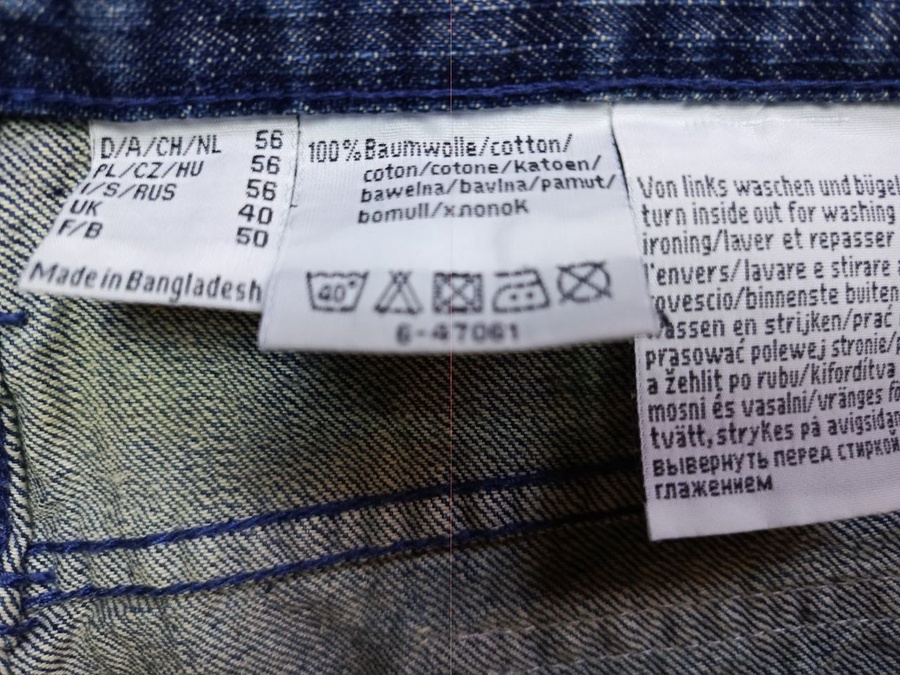 D/A/CH/NL 56
PL/CZ/HU 56
I/S/RUS 56
UK 40
F/B 50
Made in Bangladesh
100% Baumwolle/cotton/
coton/cotone/katoen/
bawełna/bavlna/pamut/
bomull/хлопок
40°
6-47061
Von links waschen und bügel
turn inside out for washing
ironing/laver et repasser
l'envers/lavare e stirare a
rovescio/binnenste buiten
wassen en strijken/prać
prasować po lewej stronie/
a žehlit po rubu/kifordítva
mosni és vasalni/vränges fö
tvätt, strykes på avigsidan
вывернуть перед стиркой
глажением